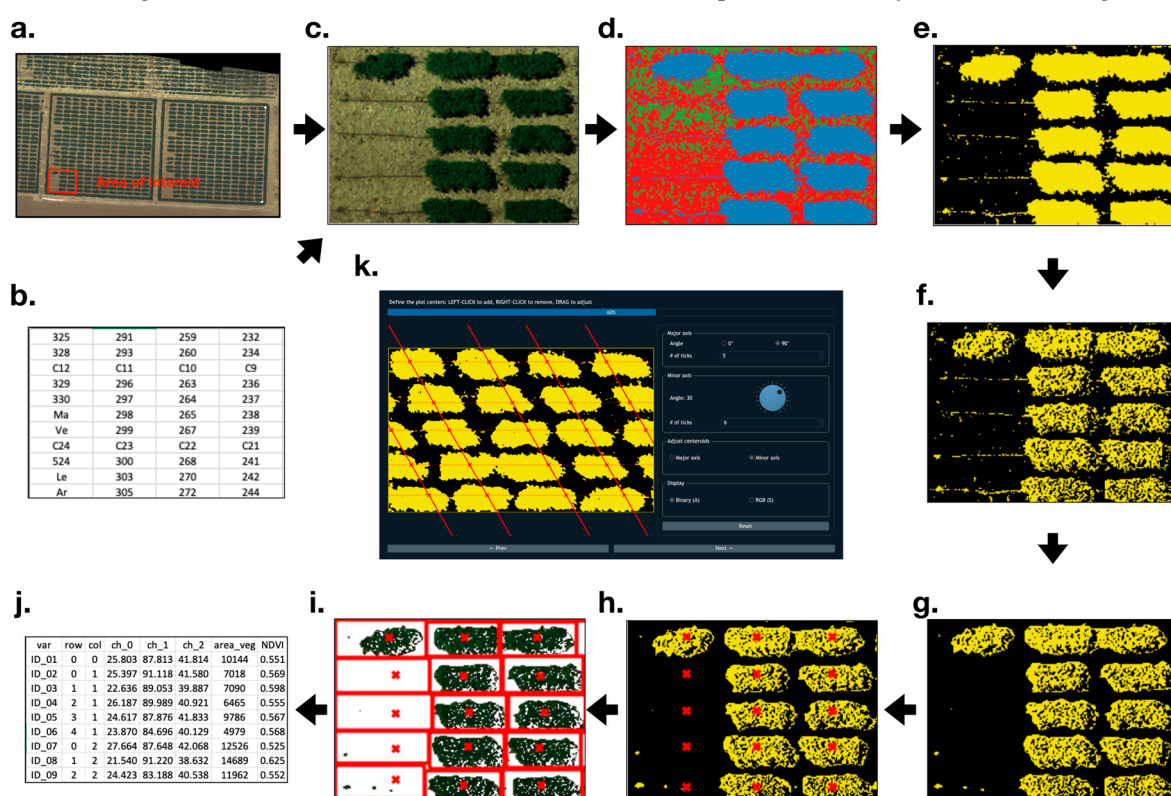 a.
c.
d.
e.
Area of interest
k.
b.
f.
Define the plot centers: LEFT-CLICK to add, RIGHT-CLICK to remove, DRAG to adjust
62%
325 291 259 232
328 293 260 234
C12 C11 C10 C9
329 296 263 236
330 297 264 237
Ma 298 265 238
Ve 299 267 239
C24 C23 C22 C21
524 300 268 241
Le 303 270 242
Ar 305 272 244
Major axis
Angle 0° 90°
# of ticks 5
Minor axis
Angle: 30
# of ticks 6
Adjust centeroids
Major axis Minor axis
Display
Binary (A) RGB (S)
Reset
← Prev Next →
j.
i.
h.
g.
var row col ch_0 ch_1 ch_2 area_veg NDVI
ID_01 0 0 25.803 87.813 41.814 10144 0.551
ID_02 0 1 25.397 91.118 41.580 7018 0.569
ID_03 1 1 22.636 89.053 39.887 7090 0.598
ID_04 2 1 26.187 89.989 40.921 6465 0.555
ID_05 3 1 24.617 87.876 41.833 9786 0.567
ID_06 4 1 23.870 84.696 40.129 4979 0.568
ID_07 0 2 27.664 87.648 42.068 12526 0.525
ID_08 1 2 21.540 91.220 38.632 14689 0.625
ID_09 2 2 24.423 83.188 40.538 11962 0.552